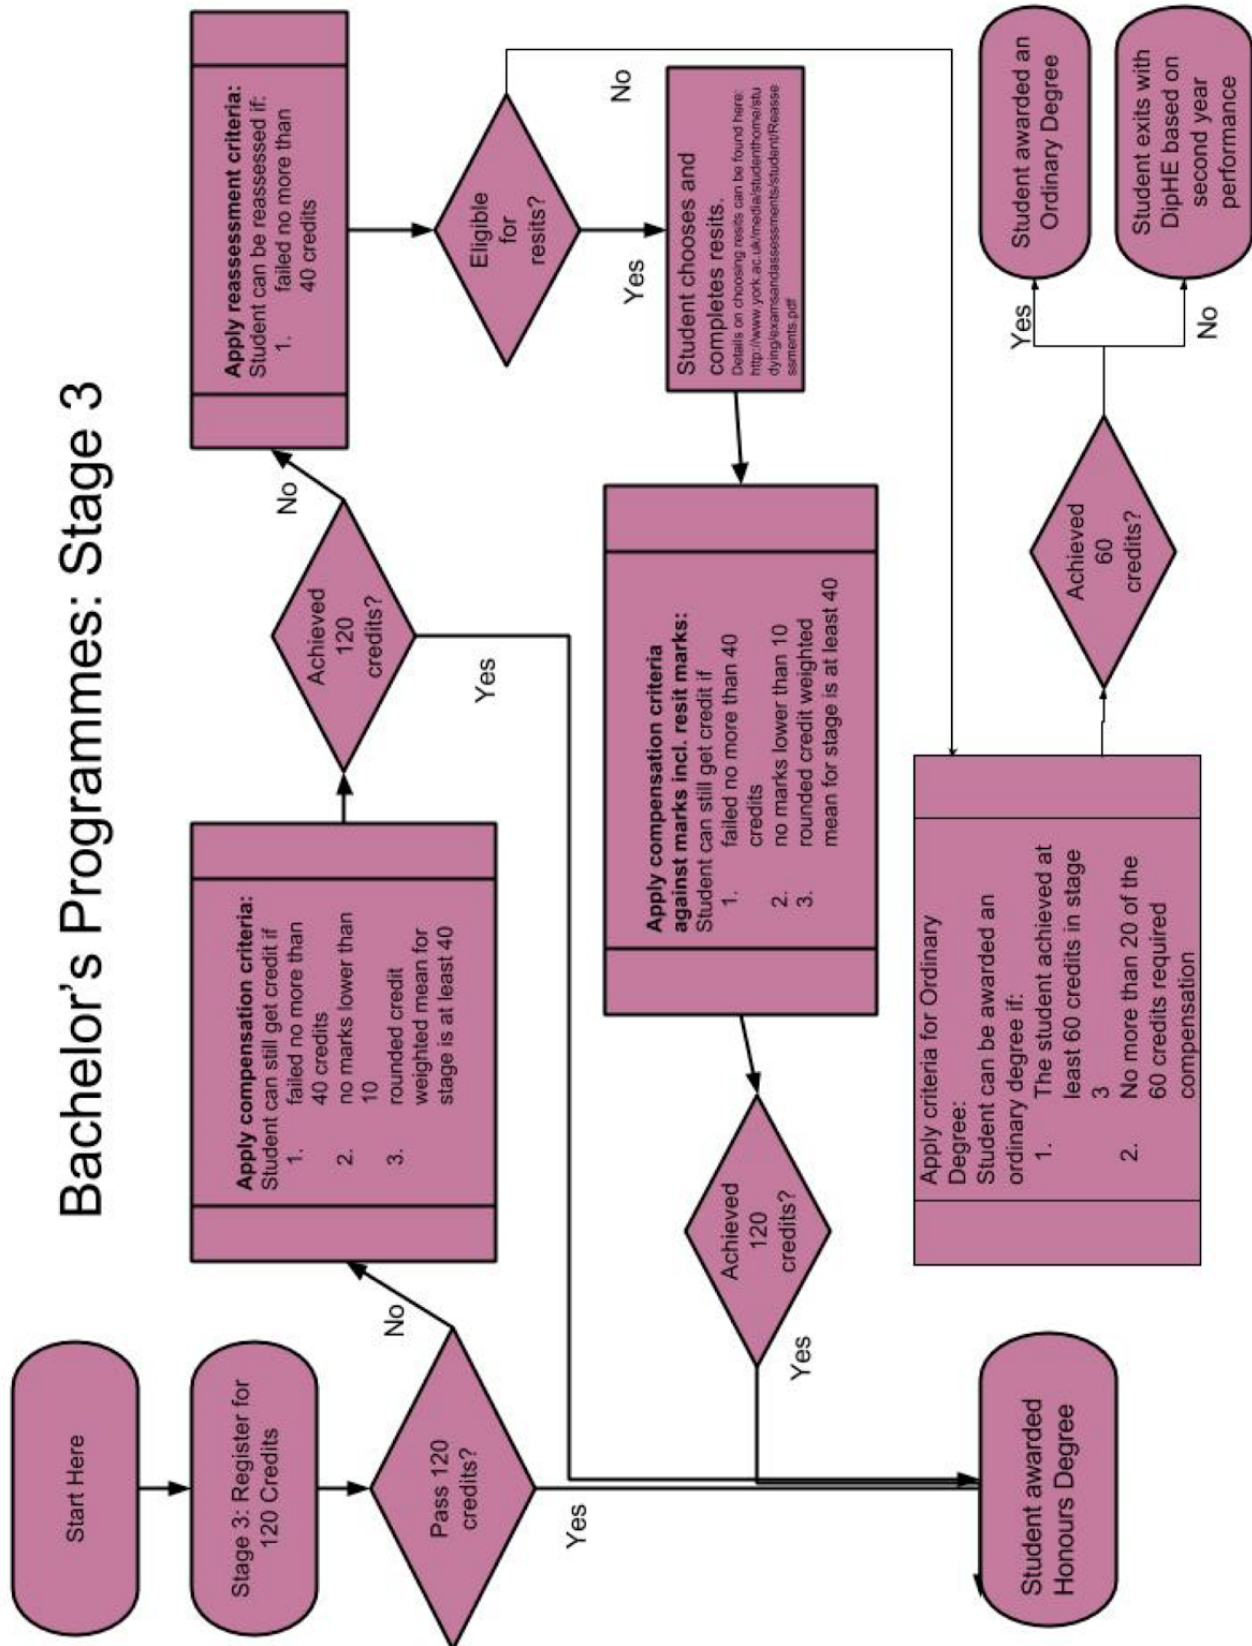 Bachelor's Programmes: Stage 3
Start Here
Stage 3: Register for
120 Credits
Pass 120
credits?
No
Yes
Apply compensation criteria:
Student can still get credit if
1. failed no more than
40 credits
2. no marks lower than
10
3. rounded credit
weighted mean for
stage is at least 40
Achieved
120
credits?
No
Yes
Apply reassessment criteria:
Student can be reassessed if:
1. failed no more than
40 credits
Eligible
for
resits?
No
Yes
Student chooses and
completes resits.
Details on choosing resits can be found here:
http://www.york.ac.uk/media/studenthome/stu
dying/examsandassessments/student/Reasse
ssments.pdf
Apply compensation criteria
against marks incl. resit marks:
Student can still get credit if
1. failed no more than 40
credits
2. no marks lower than 10
3. rounded credit weighted
mean for stage is at least 40
Achieved
120
credits?
Yes
Student awarded
Honours Degree
Apply criteria for Ordinary
Degree:
Student can be awarded an
ordinary degree if:
1. The student achieved at
least 60 credits in stage
3
2. No more than 20 of the
60 credits required
compensation
Achieved
60
credits?
Yes
No
Student awarded an
Ordinary Degree
Student exits with
DipHE based on
second year
performance